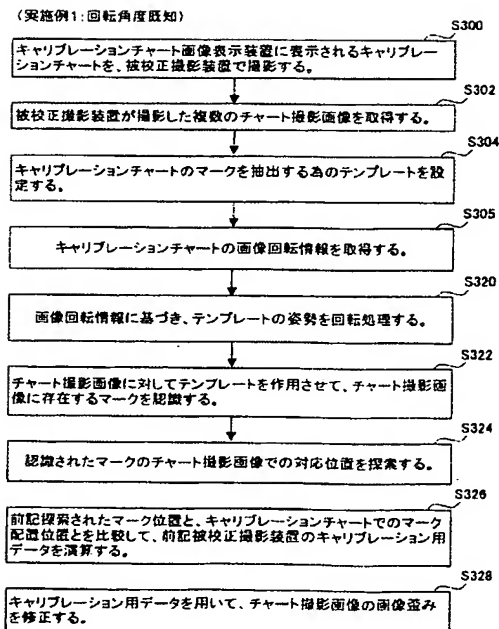 (実施例1:回転角度既知)
S300
キャリブレーションチャート画像表示装置に表示されるキャリブレー
ションチャートを、被校正撮影装置で撮影する。
S302
被校正撮影装置が撮影した複数のチャート撮影画像を取得する。
S304
キャリブレーションチャートのマークを抽出する為のテンプレートを設
定する。
S305
キャリブレーションチャートの画像回転情報を取得する。
S320
画像回転情報に基づき、テンプレートの姿勢を回転処理する。
S322
チャート撮影画像に対してテンプレートを作用させて、チャート撮影画
像に存在するマークを認識する。
S324
認識されたマークのチャート撮影画像での対応位置を探索する。
S326
前記探索されたマーク位置と、キャリブレーションチャートでのマーク
配置位置とを比較して、前記被校正撮影装置のキャリブレーション用
データを演算する。
S328
キャリブレーション用データを用いて、チャート撮影画像の画像歪み
を修正する。